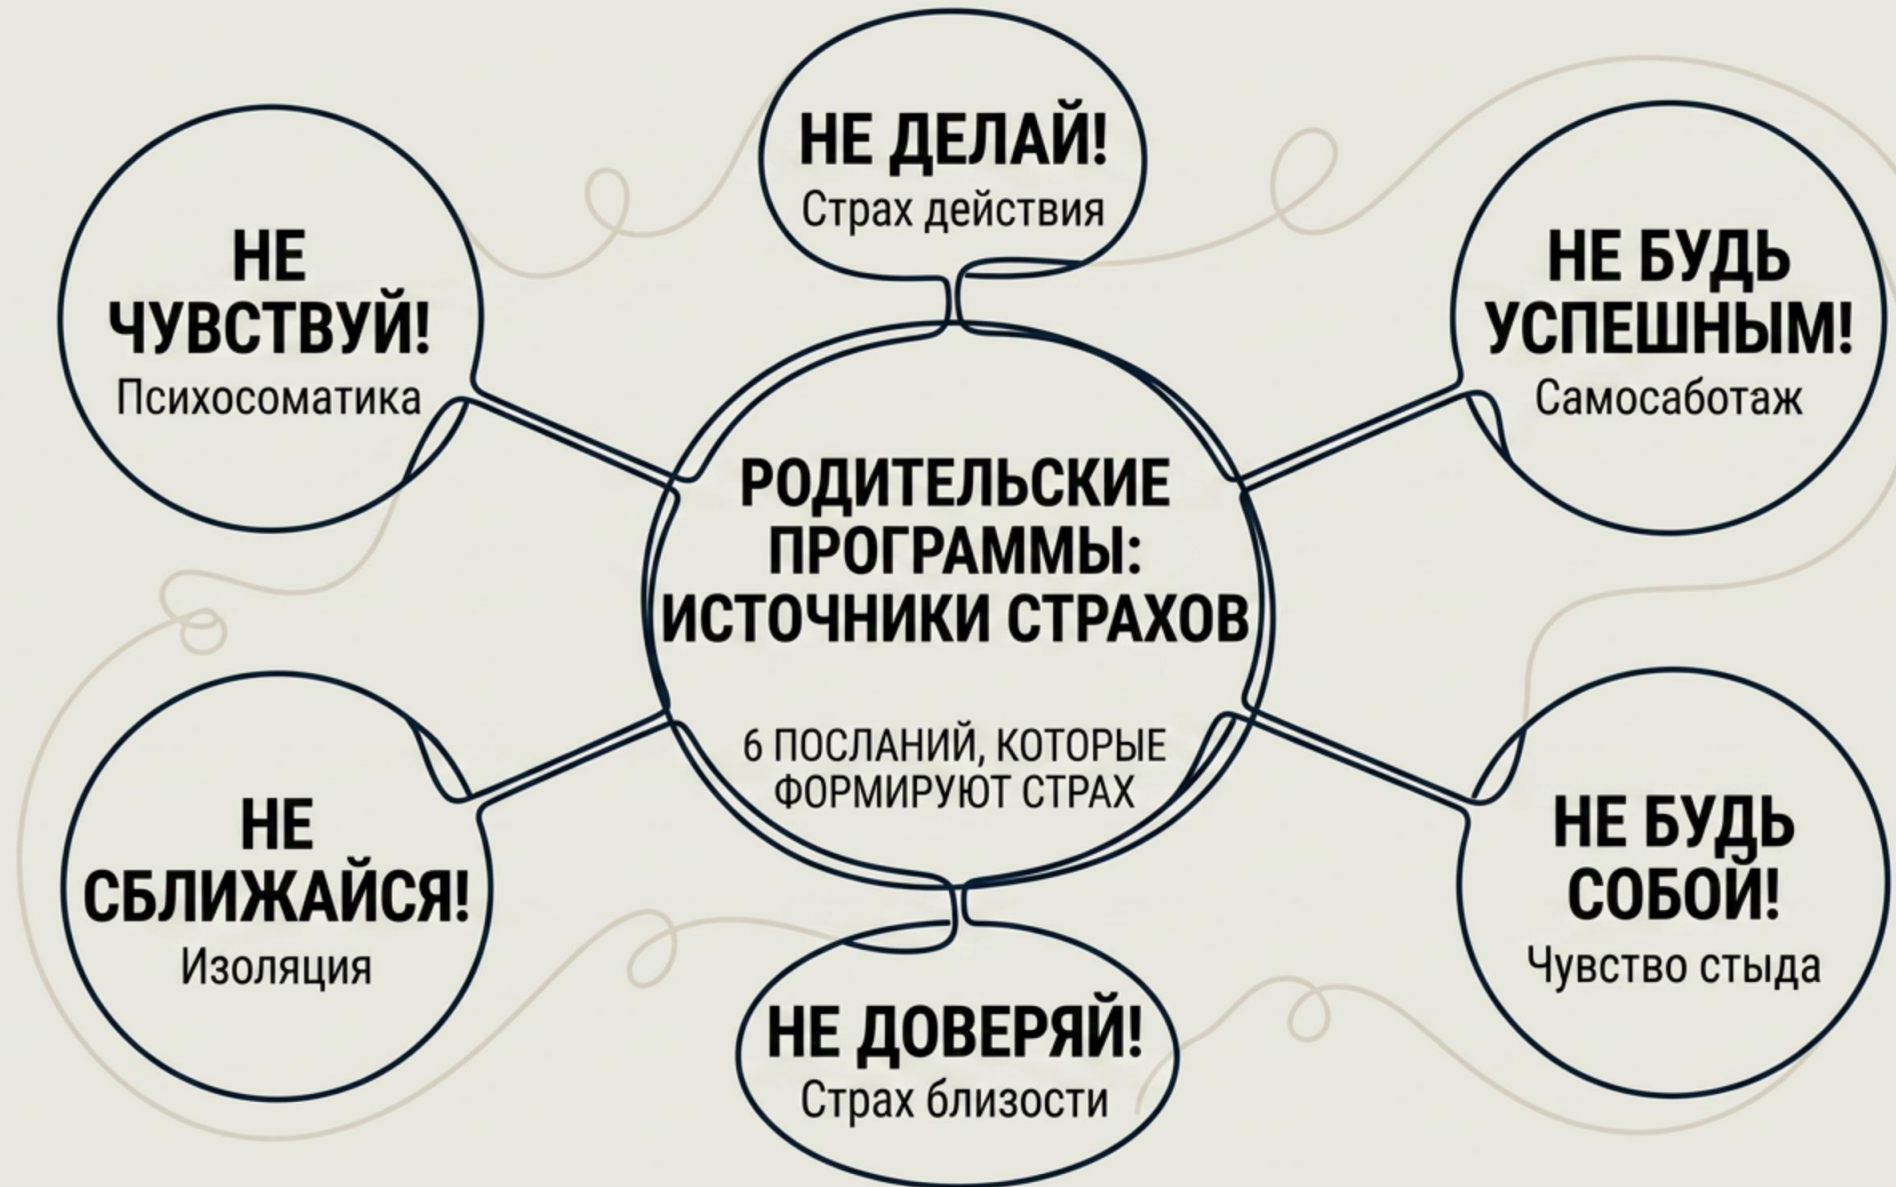 НЕ ДЕЛАЙ!
Страх действия
НЕ
ЧУВСТВУЙ!
Психосоматика
НЕ БУДЬ
УСПЕШНЫМ!
Самосаботаж
РОДИТЕЛЬСКИЕ
ПРОГРАММЫ:
ИСТОЧНИКИ СТРАХОВ
6 ПОСЛАНИЙ, КОТОРЫЕ
ФОРМИРУЮТ СТРАХ
НЕ
СБЛИЖАЙСЯ!
Изоляция
НЕ БУДЬ
СОБОЙ!
Чувство стыда
НЕ ДОВЕРЯЙ!
Страх близости